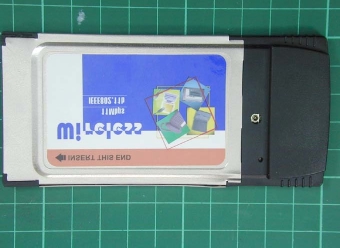 INSERT THIS END
Wireless
11Mbps
IEEE802.11b